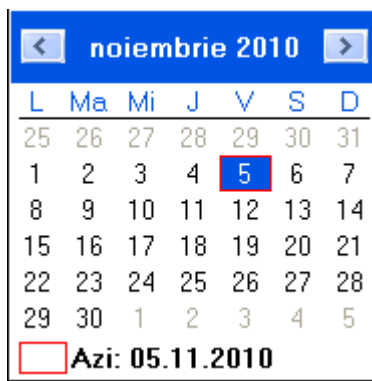 noiembrie 2010
L Ma Mi J V S D
25 26 27 28 29 30 31
1 2 3 4 5 6 7
8 9 10 11 12 13 14
15 16 17 18 19 20 21
22 23 24 25 26 27 28
29 30 1 2 3 4 5
Azi: 05.11.2010